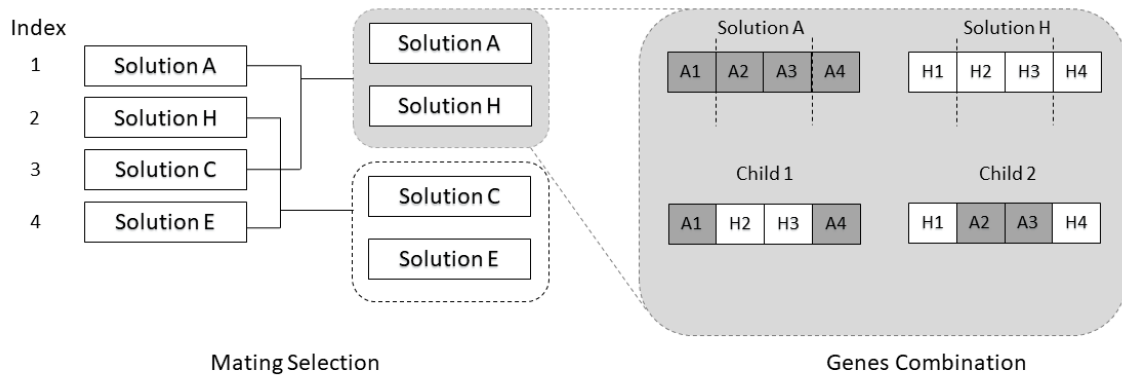 Index
1
Solution A
2
Solution H
3
Solution C
4
Solution E
Solution A
Solution H
Solution C
Solution E
Mating Selection
Solution A
A1 A2 A3 A4
Solution H
H1 H2 H3 H4
Child 1
A1 H2 H3 A4
Child 2
H1 A2 A3 H4
Genes Combination